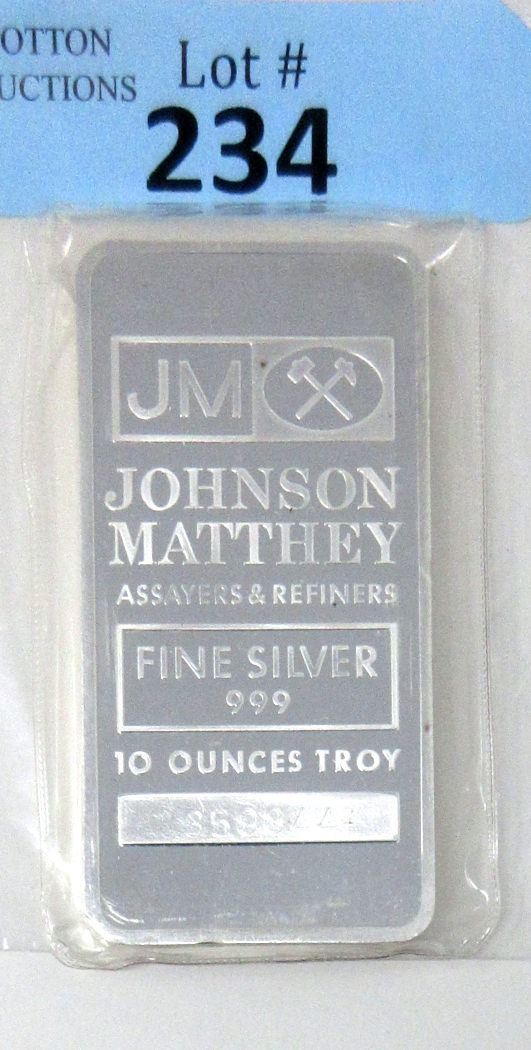 OTTON
UCTIONS
Lot #
234
JM
JOHNSON
MATTHEY
ASSAYERS & REFINERS
FINE SILVER
999
10 OUNCES TROY